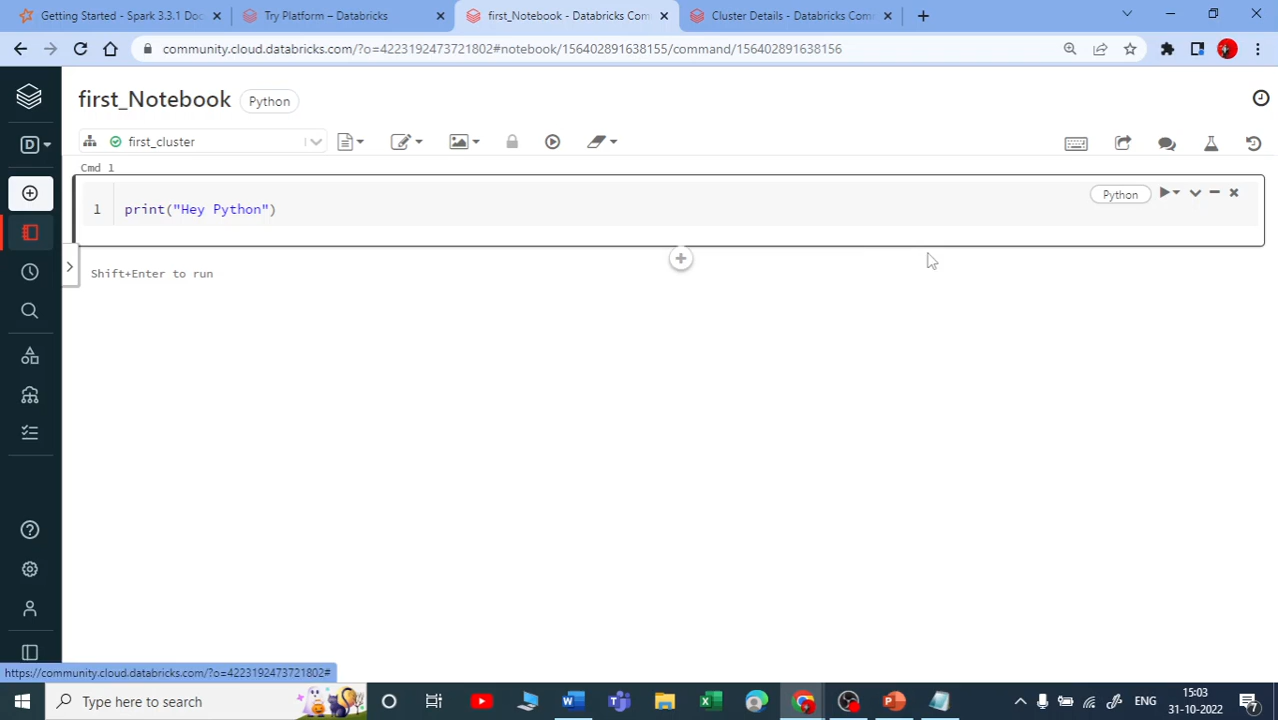 Getting Started - Spark 3.3.1 Doc
Try Platform – Databricks
first_Notebook - Databricks Com
Cluster Details - Databricks Com
community.cloud.databricks.com/?o=4223192473721802#notebook/156402891638155/command/156402891638156
first_Notebook
Python
D
first_cluster
Cmd 1
Python
1
print("Hey Python")
Shift+Enter to run
https://community.cloud.databricks.com/?o=4223192473721802#
Type here to search
ENG
15:03
31-10-2022
7